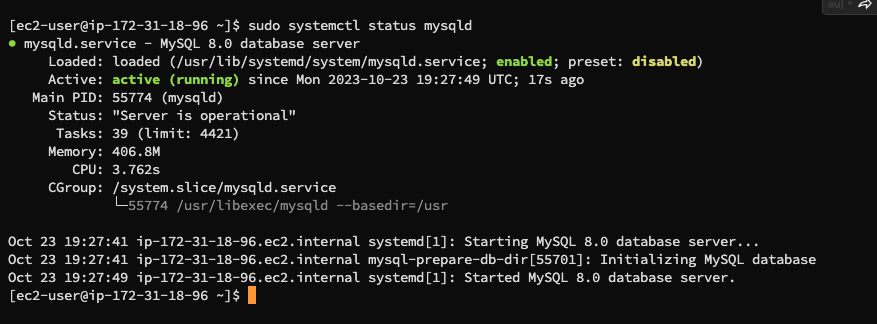 au|
[ec2-user@ip-172-31-18-96 ~]$ sudo systemctl status mysqld
● mysqld.service - MySQL 8.0 database server
Loaded: loaded (/usr/lib/systemd/system/mysqld.service; enabled; preset: disabled)
Active: active (running) since Mon 2023-10-23 19:27:49 UTC; 17s ago
Main PID: 55774 (mysqld)
Status: "Server is operational"
Tasks: 39 (limit: 4421)
Memory: 406.8M
CPU: 3.762s
CGroup: /system.slice/mysqld.service
└─55774 /usr/libexec/mysqld --basedir=/usr
Oct 23 19:27:41 ip-172-31-18-96.ec2.internal systemd[1]: Starting MySQL 8.0 database server...
Oct 23 19:27:41 ip-172-31-18-96.ec2.internal mysql-prepare-db-dir[55701]: Initializing MySQL database
Oct 23 19:27:49 ip-172-31-18-96.ec2.internal systemd[1]: Started MySQL 8.0 database server.
[ec2-user@ip-172-31-18-96 ~]$